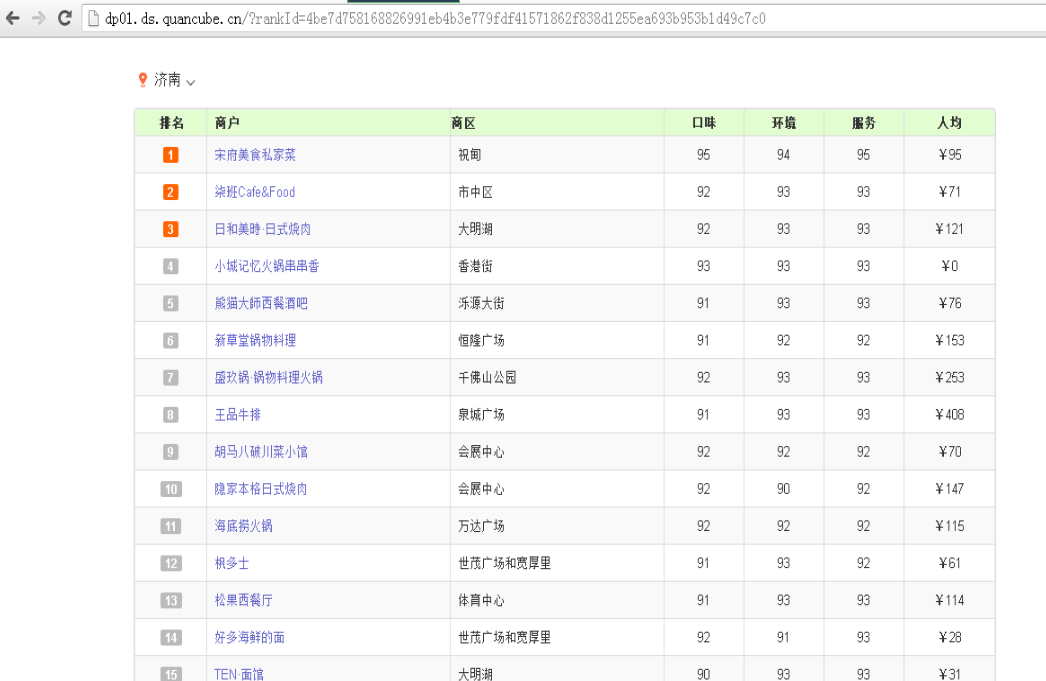 dp01.ds.quancube.cn/?rankId=4be7d758168826991eb4b3e779fdf41571862f838d1255ea693b953b1d49c7c0
济南
排名 商户 商区 口味 环境 服务 人均
1 宋府美食私家菜 祝甸 95 94 95 ¥95
2 柒班Cafe&Food 市中区 92 93 93 ¥71
3 日和美時·日式烧肉 大明湖 92 93 93 ¥121
4 小城记忆火锅串串香 香港街 93 93 93 ¥0
5 熊猫大師西餐酒吧 泺源大街 91 93 93 ¥76
6 新草堂锅物料理 恒隆广场 91 92 92 ¥153
7 盛玖锅·锅物料理火锅 千佛山公园 92 93 93 ¥253
8 王品牛排 泉城广场 91 93 93 ¥408
9 胡马八破川菜小馆 会展中心 92 92 92 ¥70
10 隐家本格日式烧肉 会展中心 92 90 92 ¥147
11 海底捞火锅 万达广场 92 92 92 ¥115
12 枫多士 世茂广场和宽厚里 91 93 92 ¥61
13 松果西餐厅 体育中心 91 93 93 ¥114
14 好多海鲜的面 世茂广场和宽厚里 92 91 93 ¥28
15 TEN·面馆 大明湖 90 93 93 ¥31